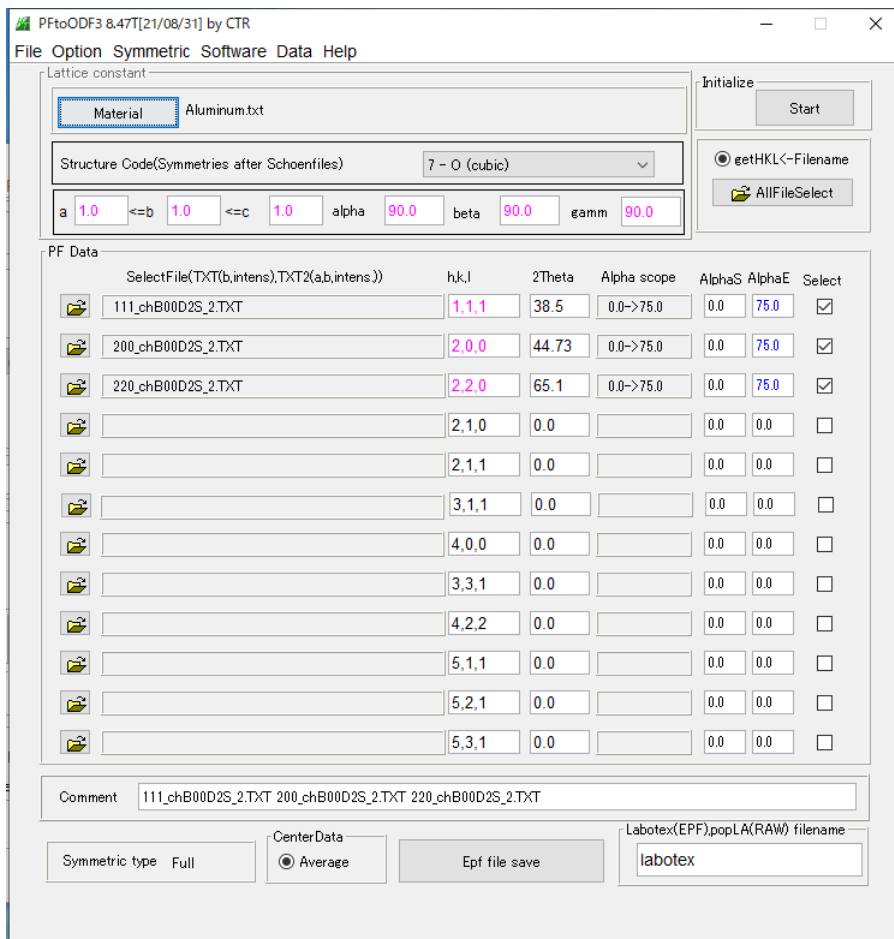 PFtoODF3 8.47T[21/08/31] by CTR
File Option Symmetric Software Data Help
Lattice constant
Material Aluminum.txt
Initialize
Start
Structure Code(Symmetries after Schoenfiles) 7 - O (cubic)
getHKL<-Filename
AllFileSelect
a 1.0 <=b 1.0 <=c 1.0 alpha 90.0 beta 90.0 gamm 90.0
PF Data
SelectFile(TXT(b,intens),TXT2(a,b,intens.)) h,k,l 2Theta Alpha scope AlphaS AlphaE Select
111_chB00D2S_2.TXT 1,1,1 38.5 0.0->75.0 0.0 75.0
200_chB00D2S_2.TXT 2,0,0 44.73 0.0->75.0 0.0 75.0
220_chB00D2S_2.TXT 2,2,0 65.1 0.0->75.0 0.0 75.0
2,1,0 0.0 0.0 0.0
2,1,1 0.0 0.0 0.0
3,1,1 0.0 0.0 0.0
4,0,0 0.0 0.0 0.0
3,3,1 0.0 0.0 0.0
4,2,2 0.0 0.0 0.0
5,1,1 0.0 0.0 0.0
5,2,1 0.0 0.0 0.0
5,3,1 0.0 0.0 0.0
Comment 111_chB00D2S_2.TXT 200_chB00D2S_2.TXT 220_chB00D2S_2.TXT
Symmetric type Full
CenterData
Average
Epf file save
Labotex(EPF),popLA(RAW) filename
labotex